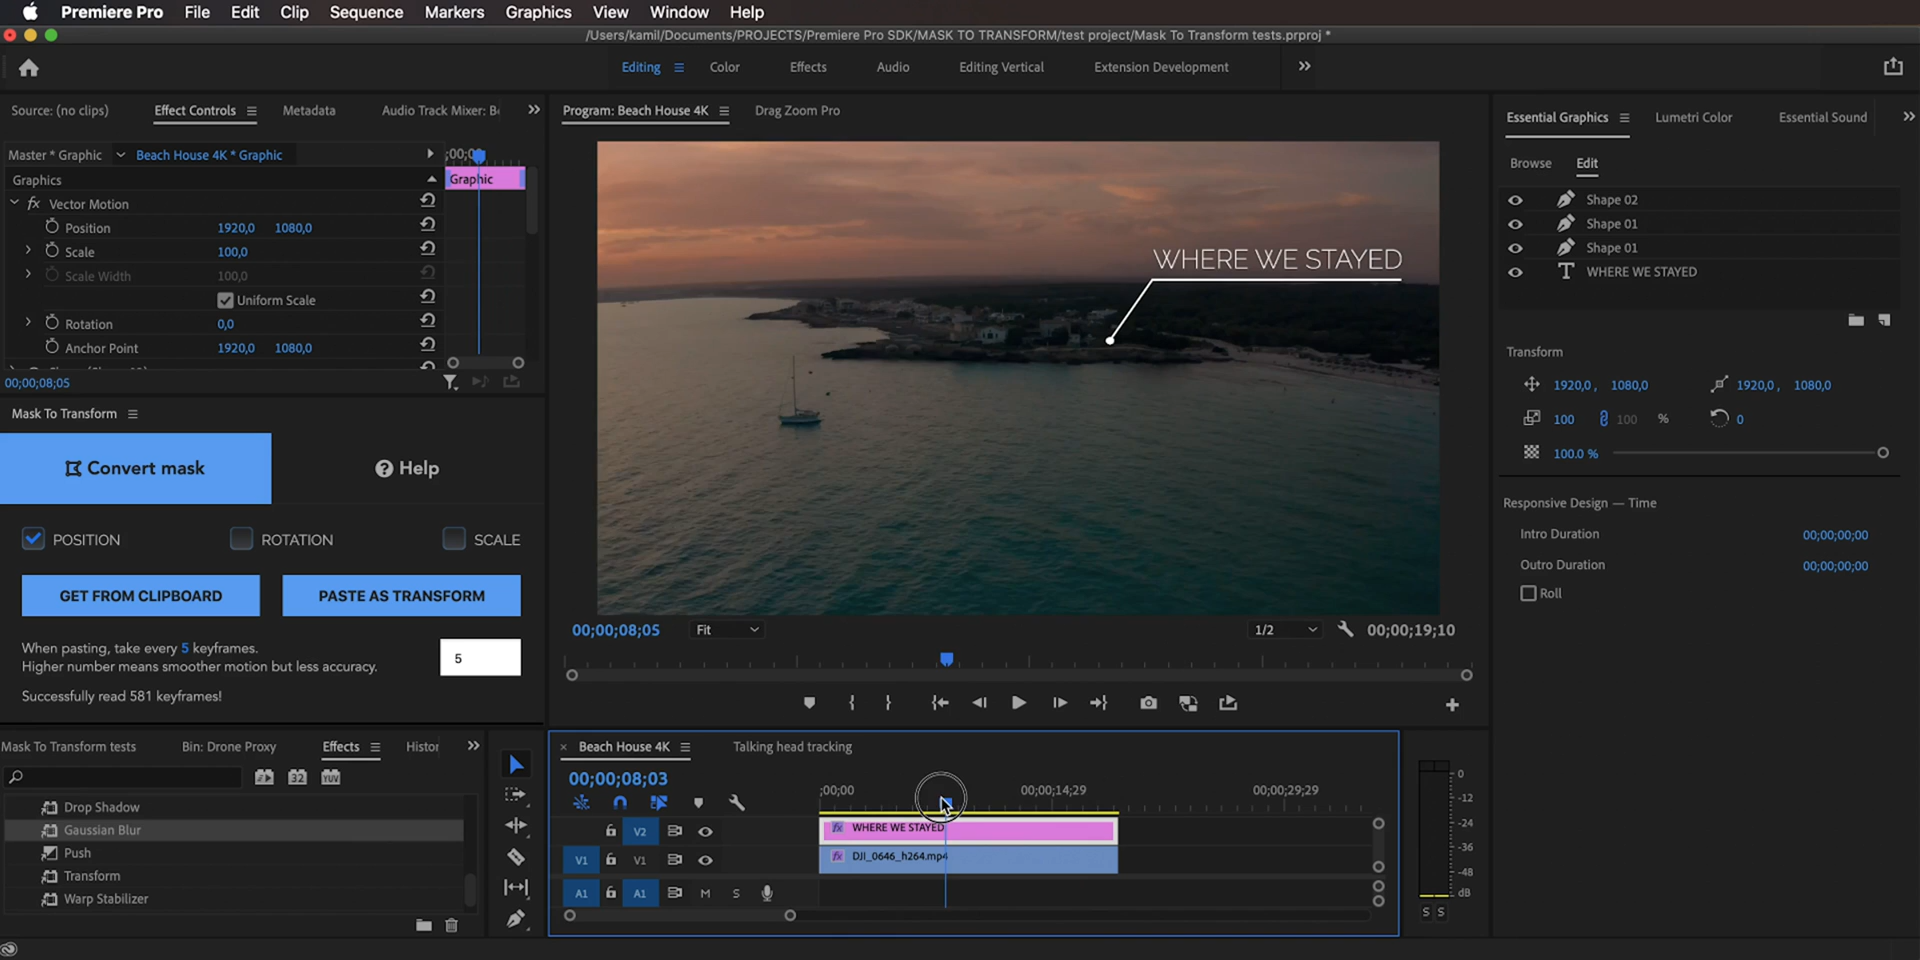 Premiere Pro File Edit Clip Sequence Markers Graphics View Window Help
/Users/kamil/Documents/PROJECTS/Premiere Pro SDK/MASK TO TRANSFORM/test project/Mask To Transform tests.prproj *
Editing Color Effects Audio Editing Vertical Extension Development
Source: (no clips) Effect Controls Metadata Audio Track Mixer: B
Master * Graphic Beach House 4K * Graphic
Graphics
Graphic
Vector Motion
Position 1920,0 1080,0
Scale 100,0
Scale Width 100,0
Uniform Scale
Rotation 0,0
Anchor Point 1920,0 1080,0
00;00;08;05
Mask To Transform
Convert mask Help
POSITION ROTATION SCALE
GET FROM CLIPBOARD PASTE AS TRANSFORM
When pasting, take every 5 keyframes.
Higher number means smoother motion but less accuracy.
5
Successfully read 581 keyframes!
Mask To Transform tests Bin: Drone Proxy Effects Histor
32 YUV
Drop Shadow
Gaussian Blur
Push
Transform
Warp Stabilizer
Program: Beach House 4K Drag Zoom Pro
WHERE WE STAYED
00;00;08;05 Fit 1/2 00;00;19;10
Beach House 4K Talking head tracking
00;00;08;03
;00;00 00;00;14;29 00;00;29;29
V2 fx WHERE WE STAYED
V1 V1 fx DJI_0646_h264.mp4
A1 A1 M S
0
-12
-24
-36
-48
dB
S S
Essential Graphics Lumetri Color Essential Sound
Browse Edit
Shape 02
Shape 01
Shape 01
WHERE WE STAYED
Transform
1920,0 , 1080,0 1920,0 , 1080,0
100 100 % 0
100.0 %
Responsive Design — Time
Intro Duration 00;00;00;00
Outro Duration 00;00;00;00
Roll